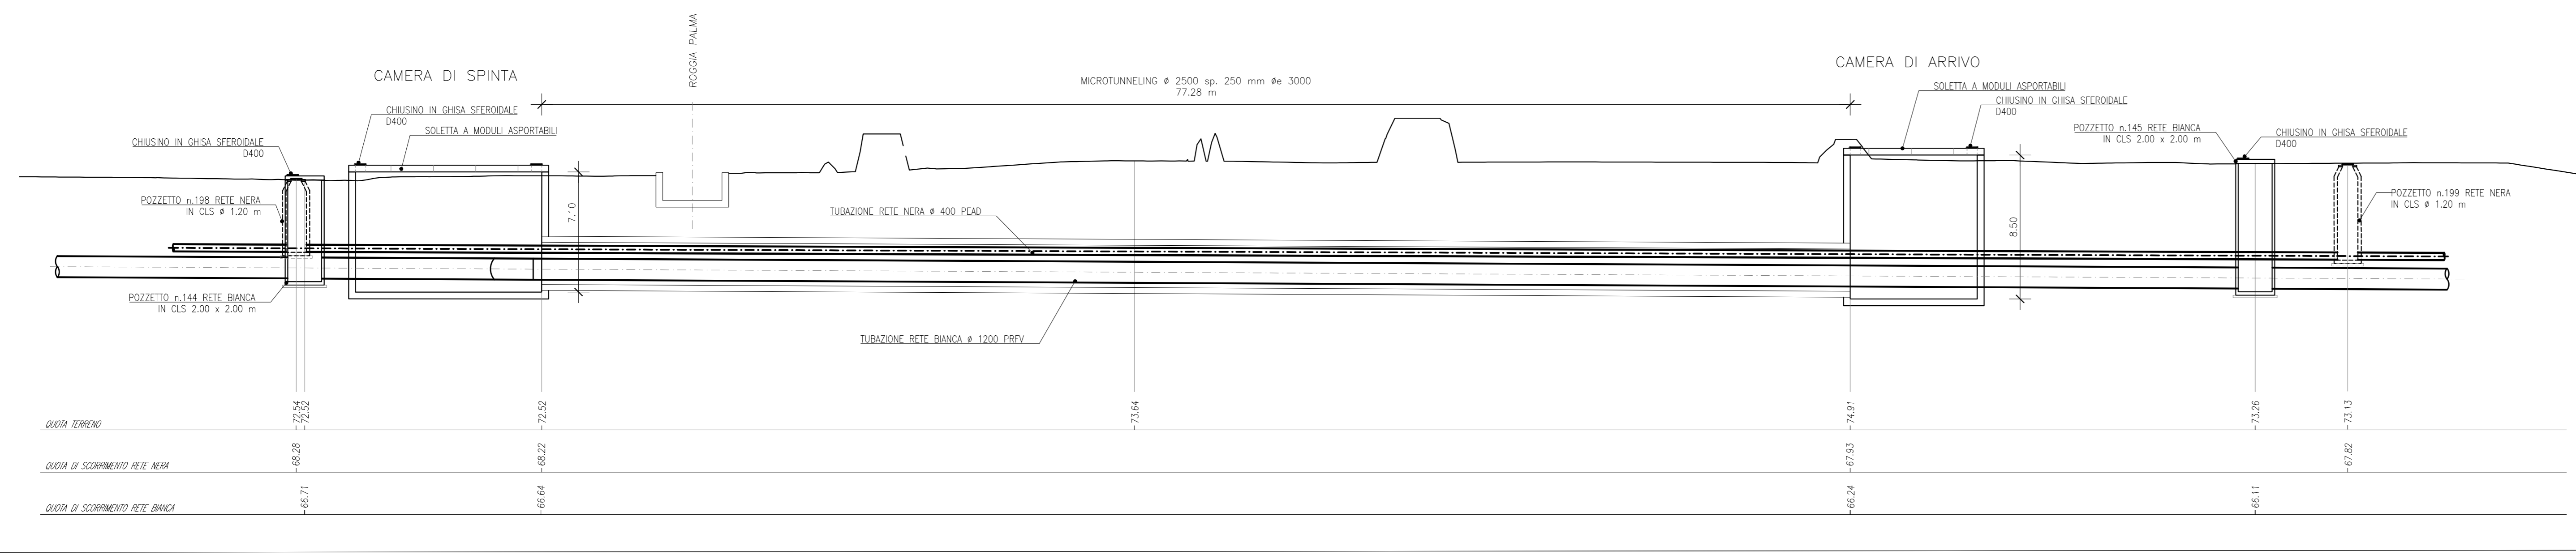 ROGGIA PALMA
CAMERA DI SPINTA
CAMERA DI ARRIVO
MICROTUNNELING ø 2500 sp. 250 mm øe 3000
77.28 m
CHIUSINO IN GHISA SFEROIDALE
D400
SOLETTA A MODULI ASPORTABILI
CHIUSINO IN GHISA SFEROIDALE
D400
POZZETTO n.198 RETE NERA
IN CLS ø 1.20 m
POZZETTO n.144 RETE BIANCA
IN CLS 2.00 x 2.00 m
7.10
TUBAZIONE RETE NERA ø 400 PEAD
TUBAZIONE RETE BIANCA ø 1200 PRFV
SOLETTA A MODULI ASPORTABILI
CHIUSINO IN GHISA SFEROIDALE
D400
POZZETTO n.145 RETE BIANCA
IN CLS 2.00 x 2.00 m
CHIUSINO IN GHISA SFEROIDALE
D400
POZZETTO n.199 RETE NERA
IN CLS ø 1.20 m
8.50
QUOTA TERRENO
72.54
72.52
72.52
73.64
74.91
73.26
73.13
QUOTA DI SCORRIMENTO RETE NERA
68.28
68.22
67.93
67.82
QUOTA DI SCORRIMENTO RETE BIANCA
66.71
66.64
66.24
66.11